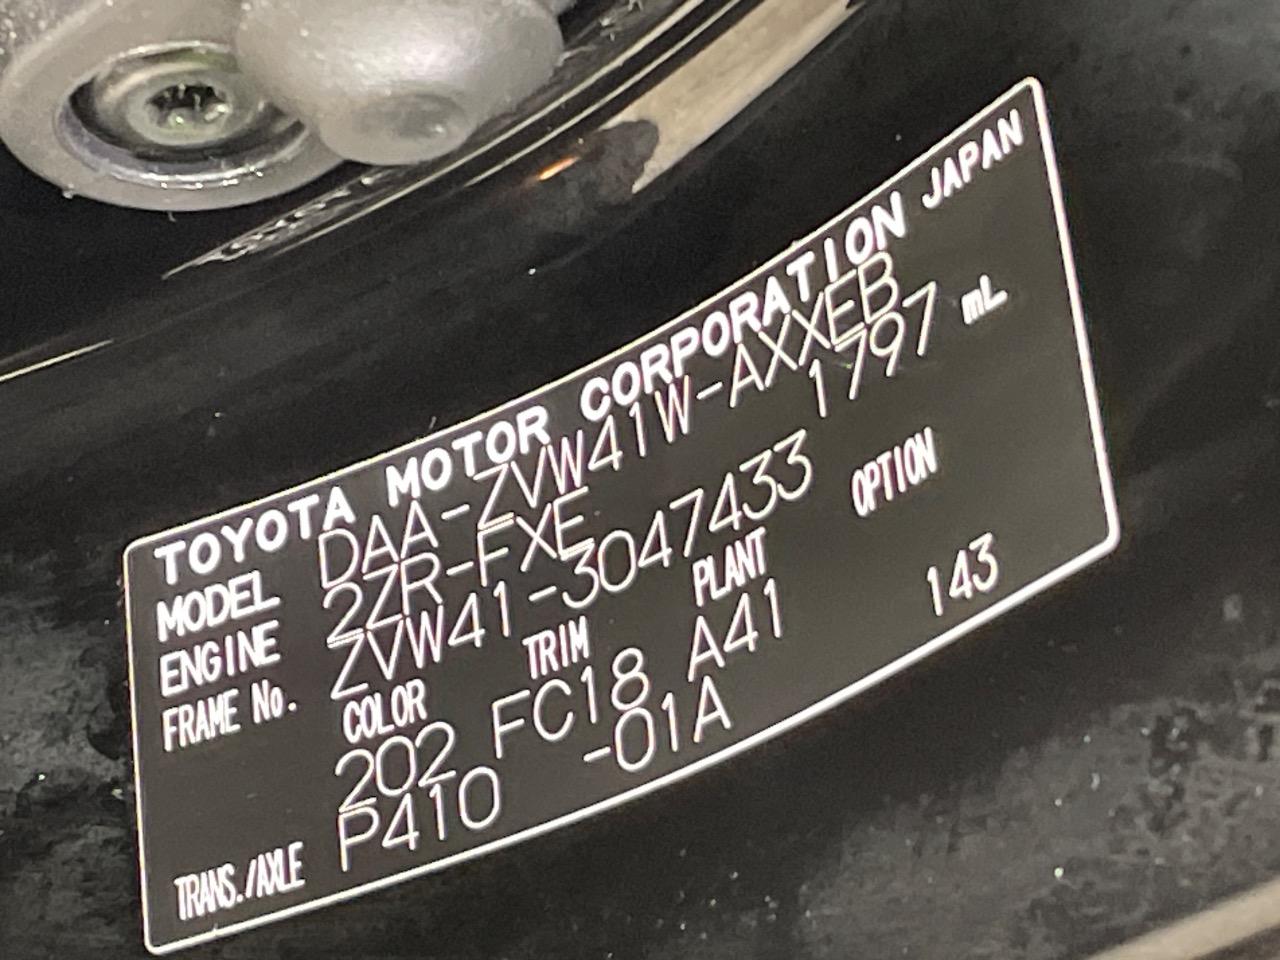 TOYOTA MOTOR CORPORATION JAPAN
MODEL DAA-ZVW41W-AXXEB
ENGINE 2ZR-FXE 1797 mL
FRAME No. ZVW41-3047433
COLOR TRIM PLANT OPTION
202 FC18 A41 143
TRANS./AXLE P410 -01A